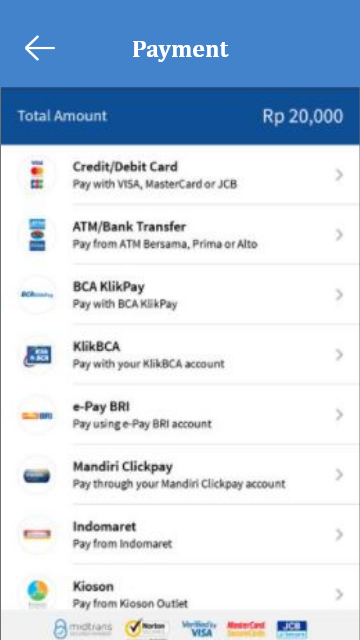 Payment
Total Amount Rp 20,000
Credit/Debit Card
Pay with VISA, MasterCard or JCB
ATM/Bank Transfer
Pay from ATM Bersama, Prima or Alto
BCA KlikPay
Pay with BCA KlikPay
KlikBCA
Pay with your KlikBCA account
e-Pay BRI
Pay using e-Pay BRI account
Mandiri Clickpay
Pay through your Mandiri Clickpay account
Indomaret
Pay from Indomaret
Kioson
Pay from Kioson Outlet
midtrans Norton Verified by VISA MasterCard SecureCode JCB